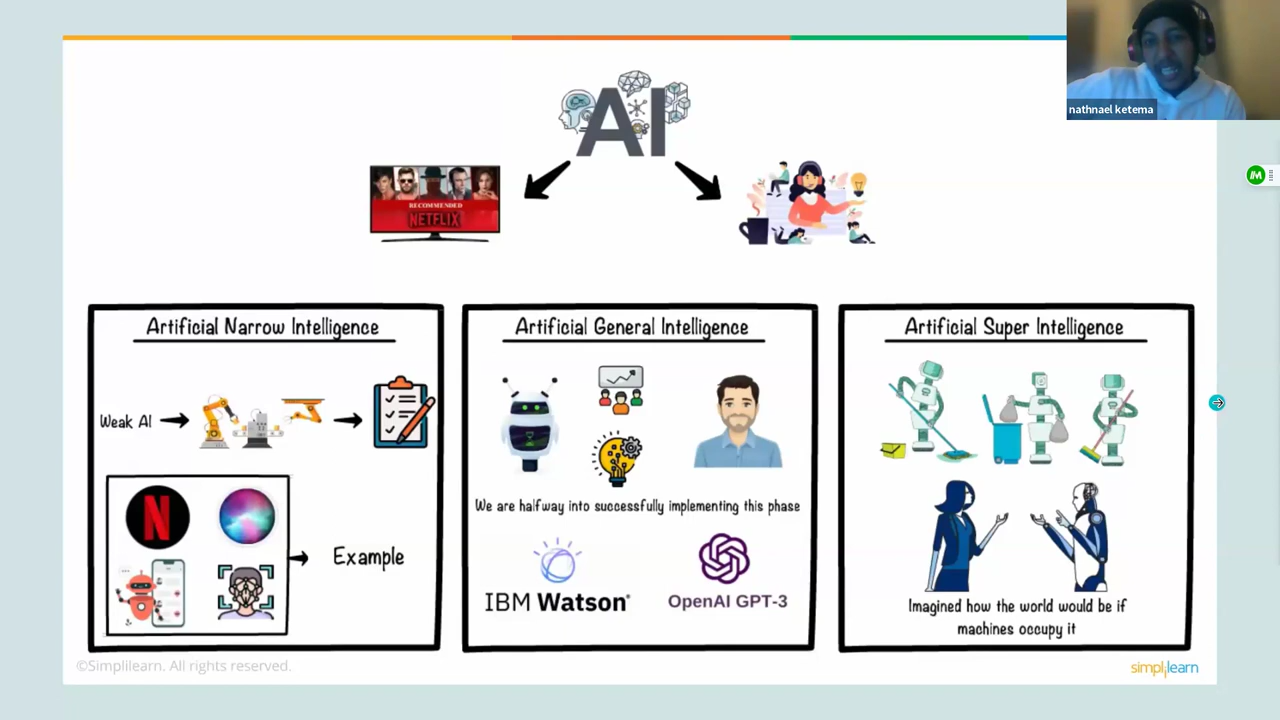 nathnael ketema
AI
RECOMMENDED
NETFLIX
Artificial Narrow Intelligence
Weak AI
N
Example
Artificial General Intelligence
We are halfway into successfully implementing this phase
IBM Watson
OpenAI GPT-3
Artificial Super Intelligence
Imagined how the world would be if
machines occupy it
©Simplilearn. All rights reserved.
simplilearn